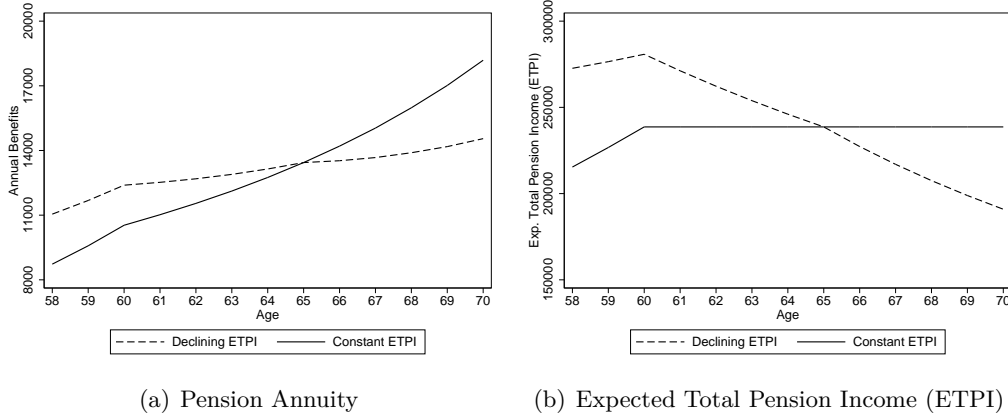 20000
17000
14000
11000
8000
Annual Benefits
58 59 60 61 62 63 64 65 66 67 68 69 70
Age
Declining ETPI Constant ETPI
(a) Pension Annuity
300000
250000
200000
150000
Exp. Total Pension Income (ETPI)
58 59 60 61 62 63 64 65 66 67 68 69 70
Age
Declining ETPI Constant ETPI
(b) Expected Total Pension Income (ETPI)